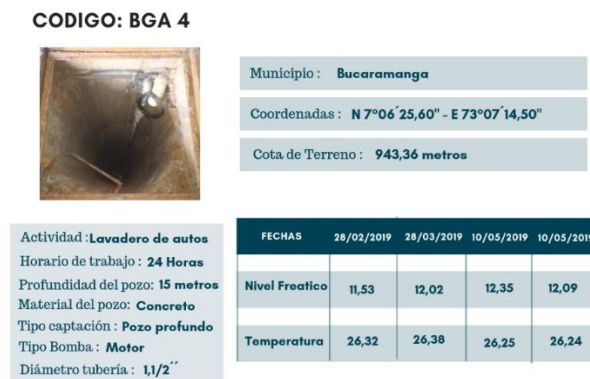 CODIGO: BGA 4
Municipio : Bucaramanga
Coordenadas : N 7º06´25,60" - E 73º07´14,50"
Cota de Terreno : 943,36 metros
Actividad :Lavadero de autos
Horario de trabajo : 24 Horas
Profundidad del pozo: 15 metros
Material del pozo: Concreto
Tipo captación : Pozo profundo
Tipo Bomba : Motor
Diámetro tubería : 1,1/2´´
FECHAS 28/02/2019 28/03/2019 10/05/2019 10/05/2019
Nivel Freatico 11,53 12,02 12,35 12,09
Temperatura 26,32 26,38 26,25 26,24